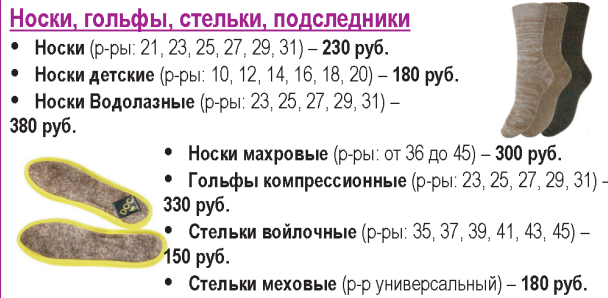 Носки, гольфы, стельки, подследники
• Носки (р-ры: 21, 23, 25, 27, 29, 31) – 230 руб.
• Носки детские (р-ры: 10, 12, 14, 16, 18, 20) – 180 руб.
• Носки Водолазные (р-ры: 23, 25, 27, 29, 31) –
380 руб.
• Носки махровые (р-ры: от 36 до 45) – 300 руб.
• Гольфы компрессионные (р-ры: 23, 25, 27, 29, 31) –
330 руб.
• Стельки войлочные (р-ры: 35, 37, 39, 41, 43, 45) –
150 руб.
• Стельки меховые (р-р универсальный) – 180 руб.